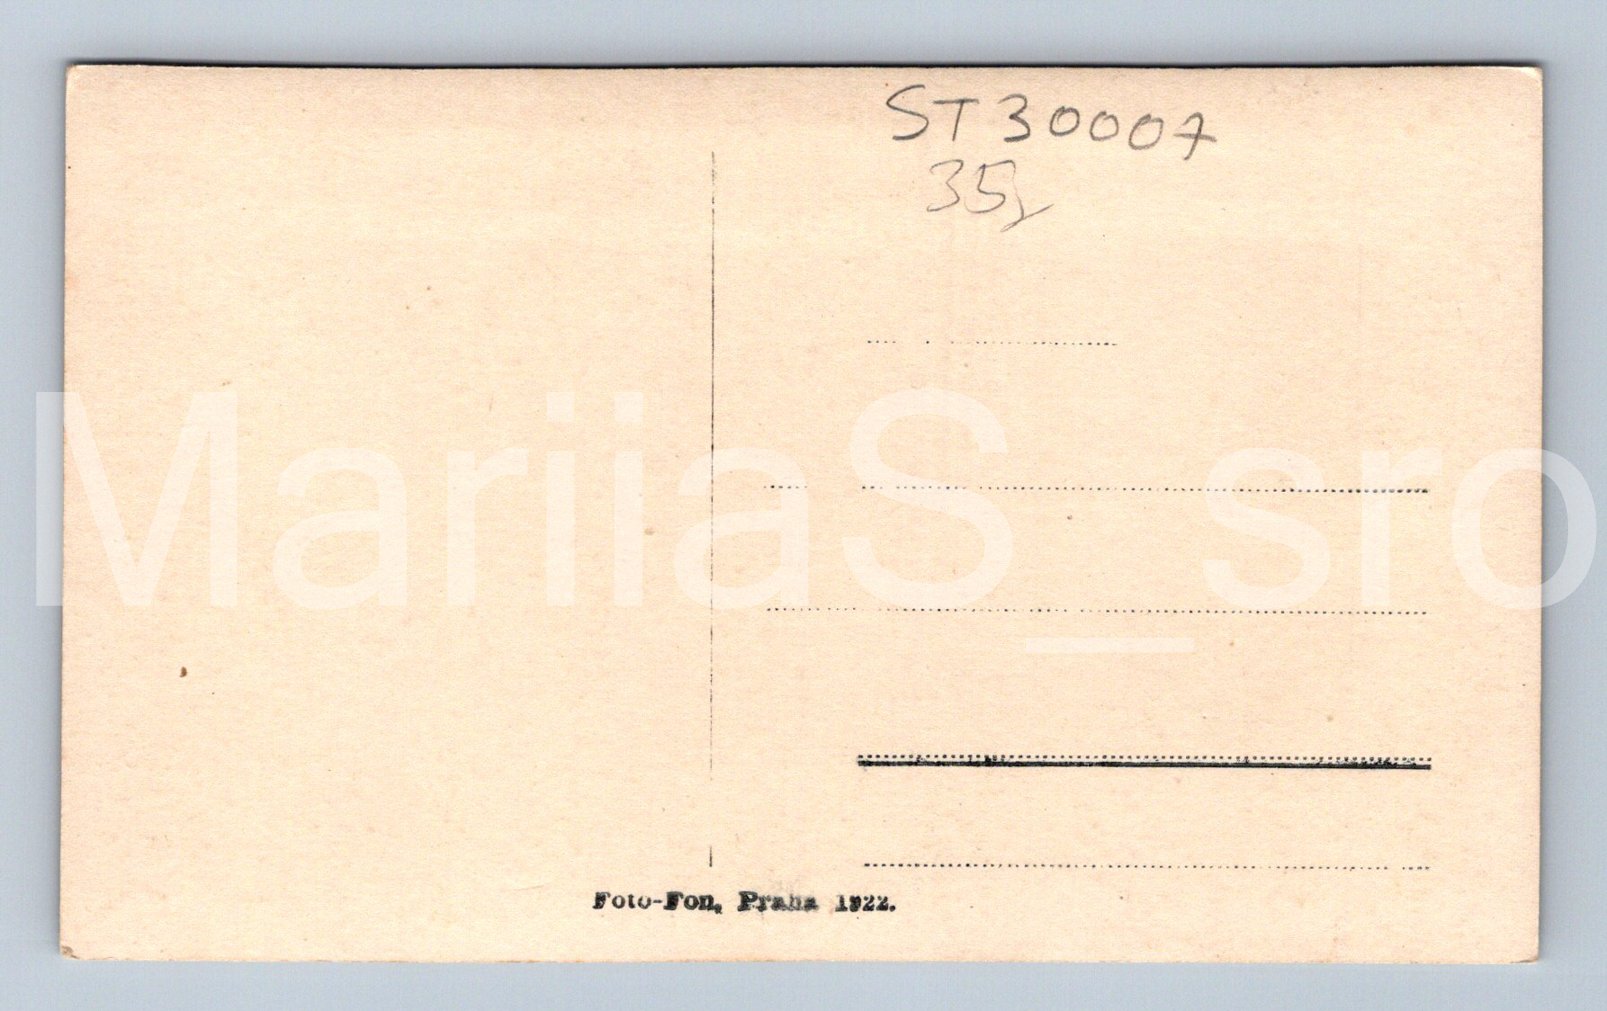 ST30007
35,
MariiaS_sro
Foto-Fon, Praha 1922.